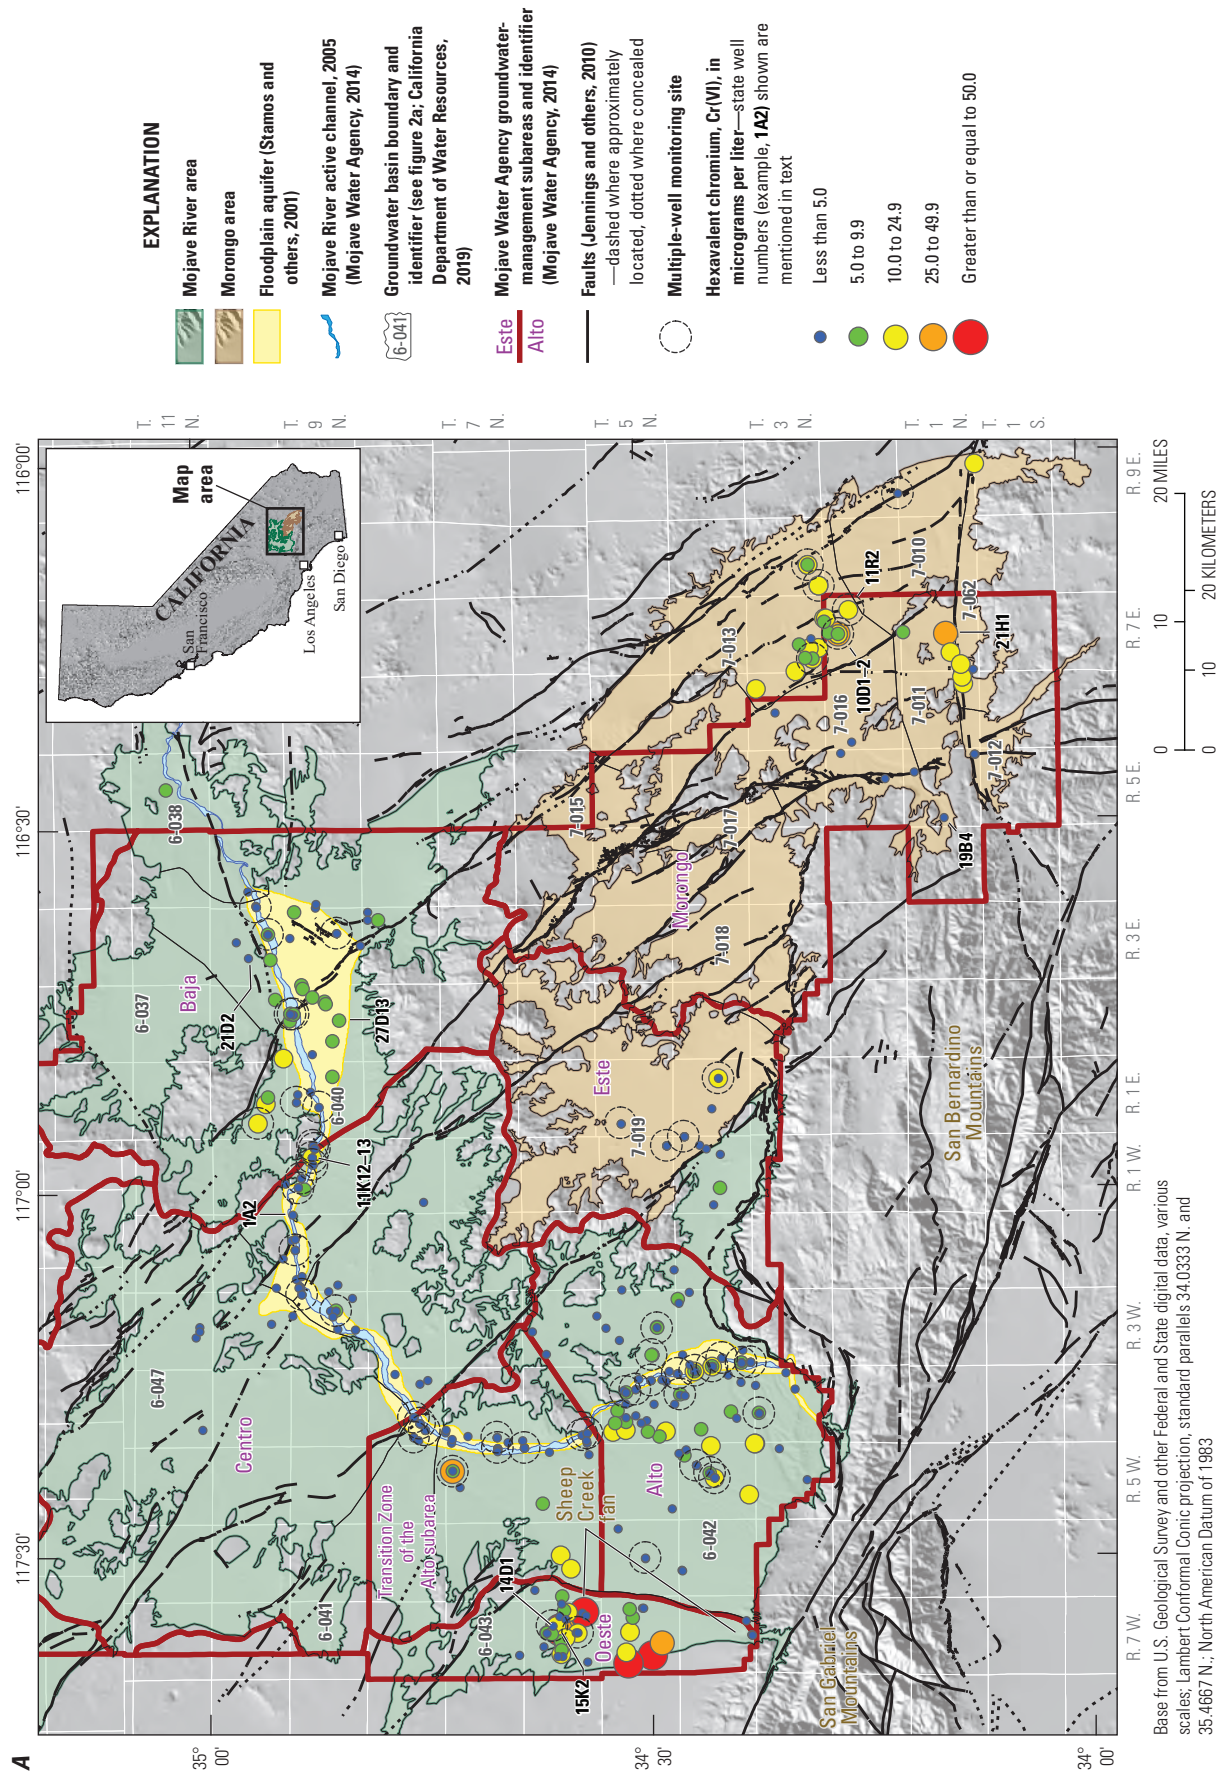 A
117°30'
117°00'
116°30'
116°00'
35°
00'
34°
30'
34°
00'
T.
11
N.
T.
9
N.
T.
7
N.
T.
5
N.
T.
3
N.
T.
1
N.
T.
1
S.
R. 7 W.
R. 5 W.
R. 3 W.
R. 1 W.
R. 1 E.
R. 3 E.
R. 5 E.
R. 7 E.
R. 9 E.
CALIFORNIA
San
Francisco
Los Angeles
San Diego
Map
area
6-047
6-037
6-038
6-041
6-040
6-043
6-042
7-019
7-018
7-017
7-015
7-013
7-016
7-011
7-010
7-012
7-062
Centro
Baja
Transition Zone
of the
Alto subarea
Alto
Oeste
Este
Morongo
Sheep
Creek
fan
San Gabriel
Mountains
San Bernardino
Mountains
21D2
27D13
1A2
11K12–13
14D1
15K2
11R2
10D1–2
21H1
19B4
Base from U.S. Geological Survey and other Federal and State digital data, various
scales; Lambert Conformal Conic projection, standard parallels 34.0333 N. and
35.4667 N.; North American Datum of 1983
0 10 20 MILES
0 10 20 KILOMETERS
EXPLANATION
Mojave River area
Morongo area
Floodplain aquifer (Stamos and
others, 2001)
Mojave River active channel, 2005
(Mojave Water Agency, 2014)
6-041
Groundwater basin boundary and
identifier (see figure 2a; California
Department of Water Resources,
2019)
Este
Alto
Mojave Water Agency groundwater-
management subareas and identifier
(Mojave Water Agency, 2014)
Faults (Jennings and others, 2010)
—dashed where approximately
located, dotted where concealed
Multiple-well monitoring site
Hexavalent chromium, Cr(VI), in
micrograms per liter—state well
numbers (example, 1A2) shown are
mentioned in text
Less than 5.0
5.0 to 9.9
10.0 to 24.9
25.0 to 49.9
Greater than or equal to 50.0